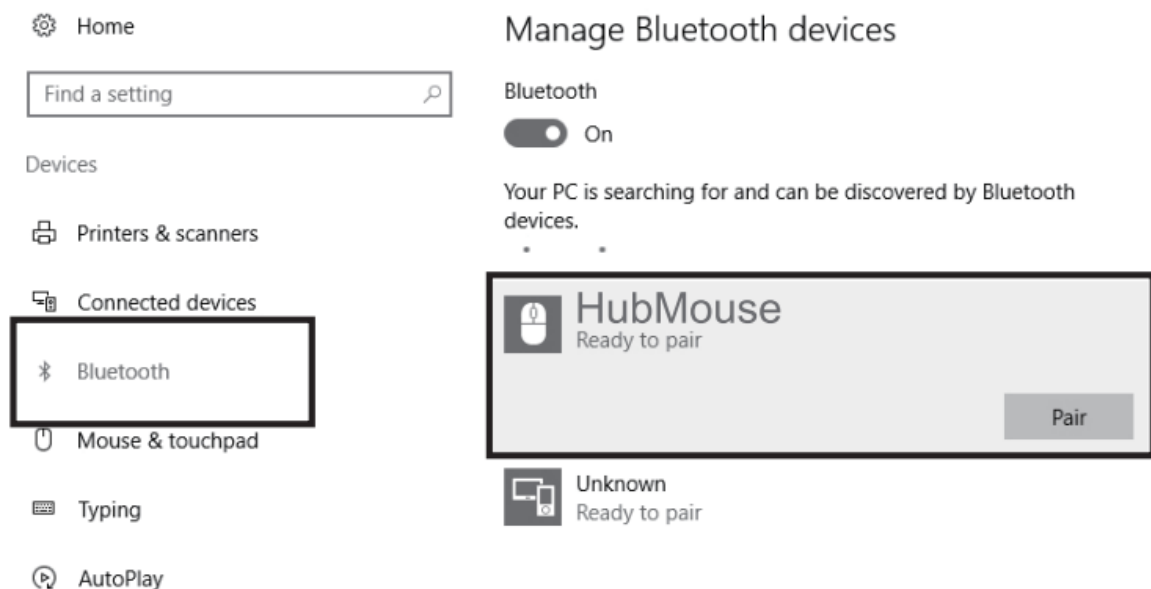 Home
Find a setting
Devices
Printers & scanners
Connected devices
Bluetooth
Mouse & touchpad
Typing
AutoPlay
Manage Bluetooth devices
Bluetooth
On
Your PC is searching for and can be discovered by Bluetooth
devices.
HubMouse
Ready to pair
Pair
Unknown
Ready to pair